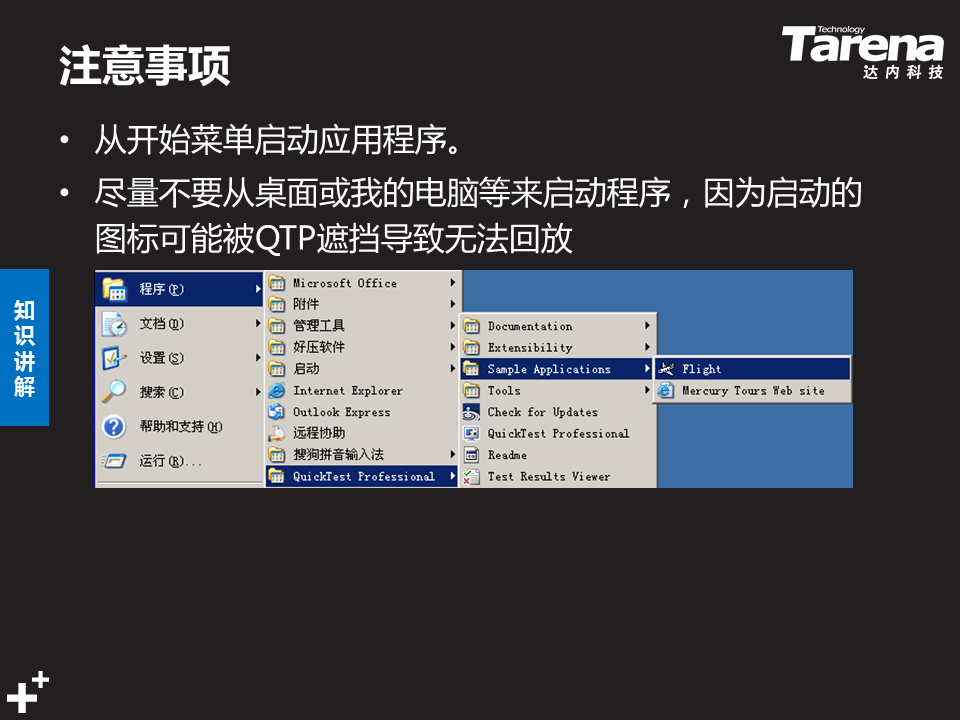 Technology
Tarena
达内科技
注意事项
• 从开始菜单启动应用程序。
• 尽量不要从桌面或我的电脑等来启动程序，因为启动的
图标可能被QTP遮挡导致无法回放
知识讲解
程序(P)
文档(D)
设置(S)
搜索(C)
帮助和支持(H)
运行(R)...
Microsoft Office
附件
管理工具
好压软件
启动
Internet Explorer
Outlook Express
远程协助
搜狗拼音输入法
QuickTest Professional
Documentation
Extensibility
Sample Applications
Tools
Check for Updates
QuickTest Professional
Readme
Test Results Viewer
Flight
Mercury Tours Web site